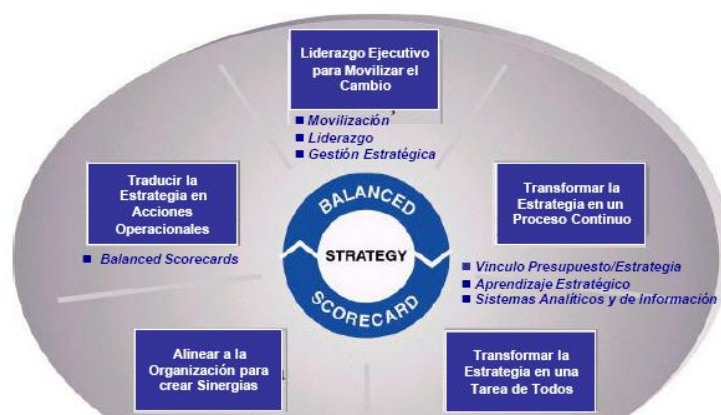 Liderazgo Ejecutivo
para Movilizar el
Cambio
Movilización
Liderazgo
Gestión Estratégica
Traducir la
Estrategia en
Acciones
Operacionales
Balanced Scorecards
BALANCED
STRATEGY
SCORECARD
Transformar la
Estrategia en un
Proceso Continuo
Vinculo Presupuesto/Estrategia
Aprendizaje Estratégico
Sistemas Analíticos y de Información
Alinear a la
Organización para
crear Sinergias
Transformar la
Estrategia en una
Tarea de Todos